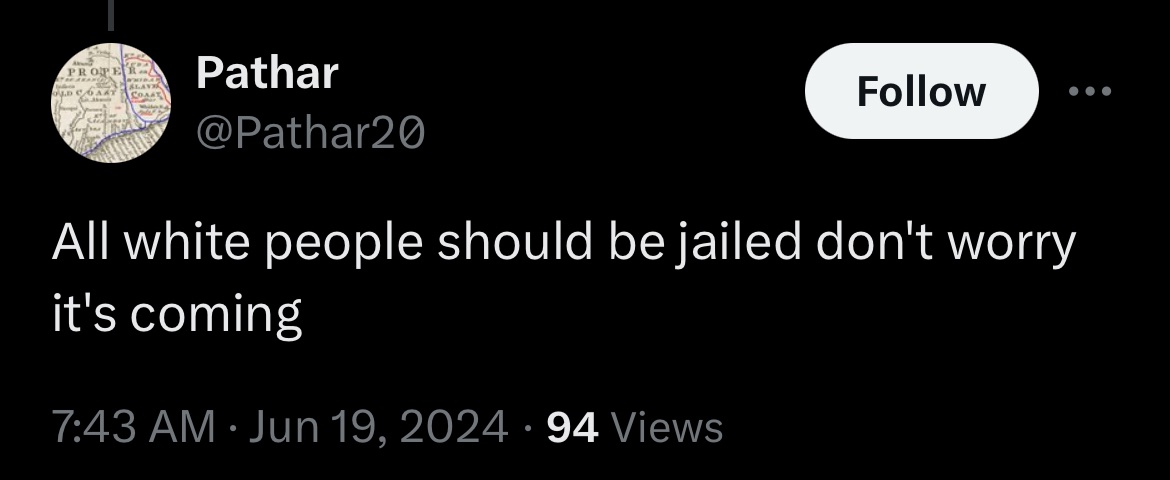 Pathar
Follow
@Pathar20
All white people should be jailed don't worry
it's coming
7:43 AM · Jun 19, 2024 · 94 Views